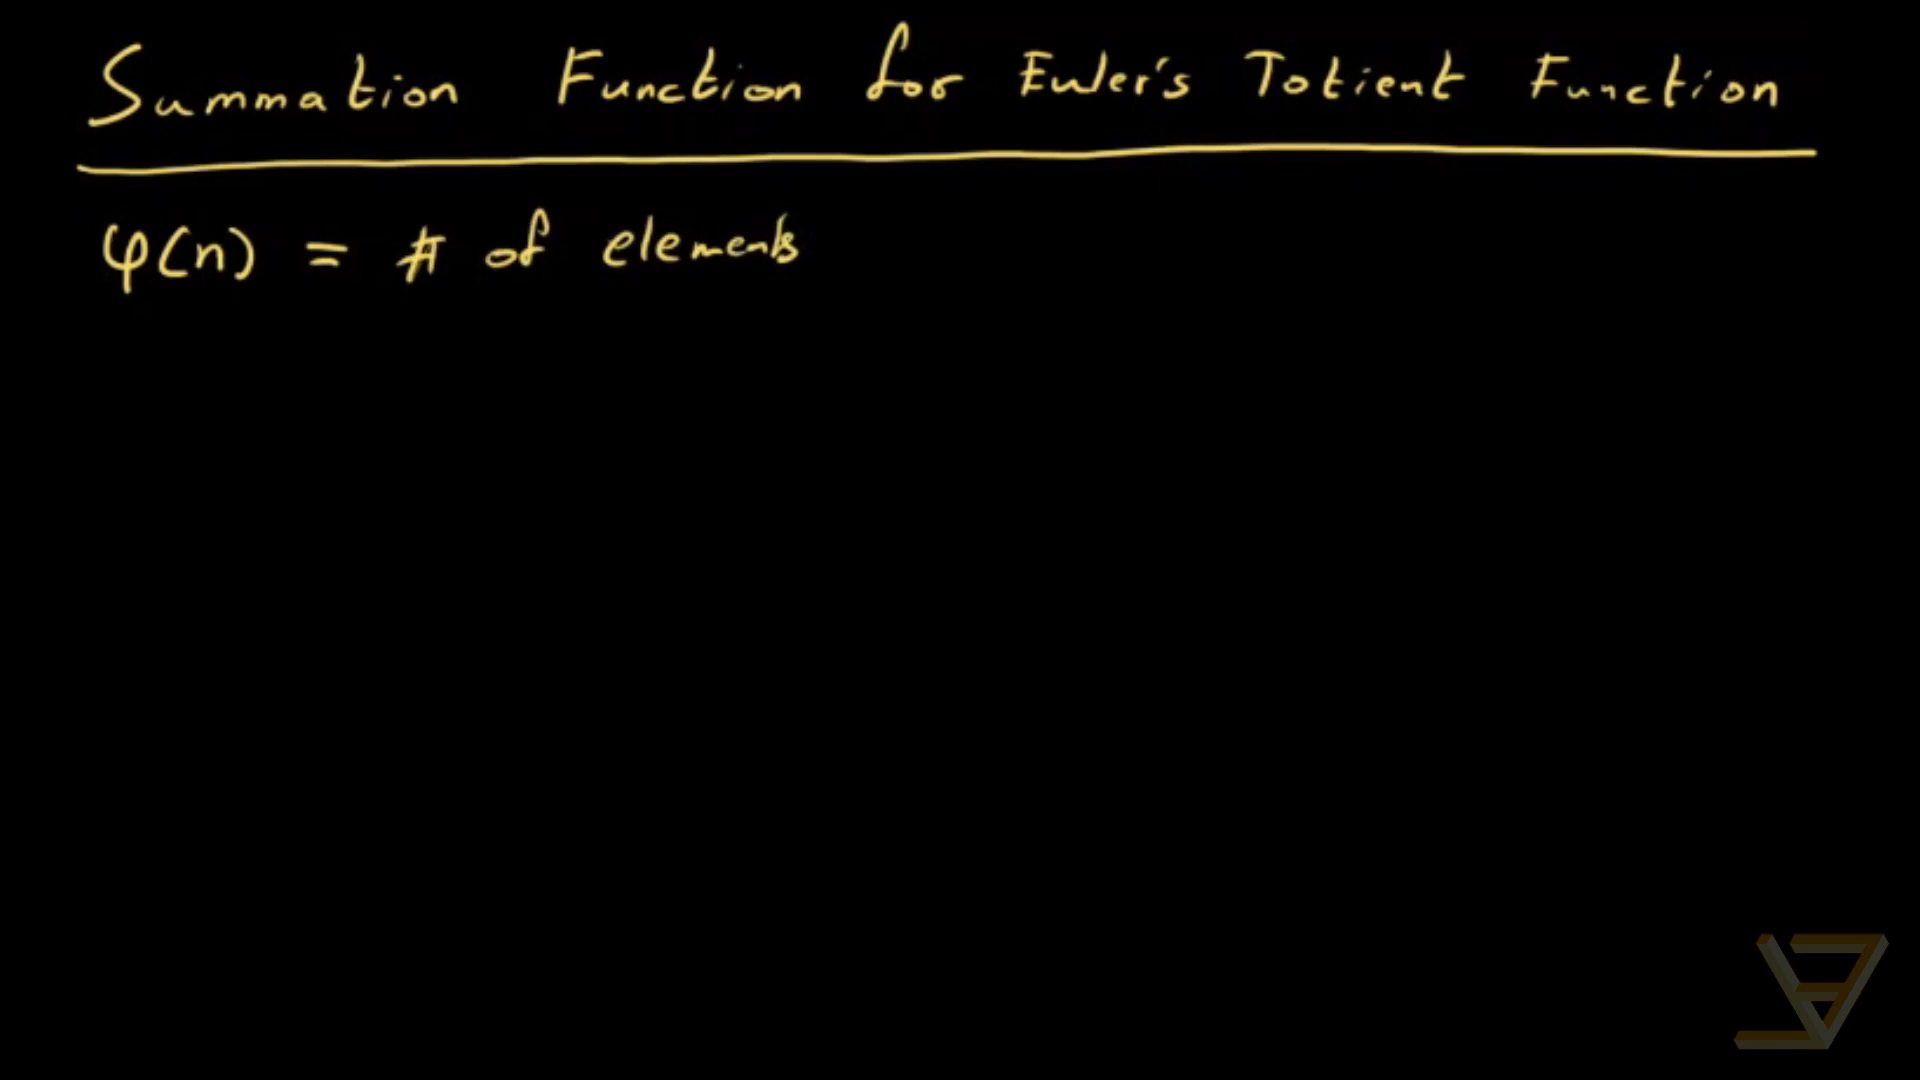 Summation Function for Euler's Totient Function
φ(n) = # of elements